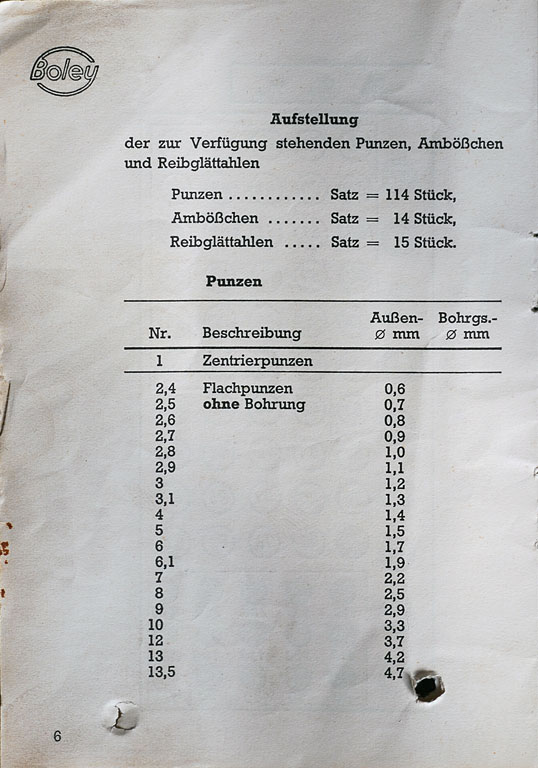 Boley
Aufstellung
der zur Verfügung stehenden Punzen, Ambößchen
und Reibglättahlen
Punzen ............ Satz = 114 Stück,
Ambößchen ....... Satz = 14 Stück,
Reibglättahlen ..... Satz = 15 Stück.
Punzen
Außen- Bohrgs.-
Nr. Beschreibung ∅ mm ∅ mm
1 Zentrierpunzen
2,4 Flachpunzen 0,6
2,5 ohne Bohrung 0,7
2,6 0,8
2,7 0,9
2,8 1,0
2,9 1,1
3 1,2
3,1 1,3
4 1,4
5 1,5
6 1,7
6,1 1,9
7 2,2
8 2,5
9 2,9
10 3,3
12 3,7
13 4,2
13,5 4,7
6